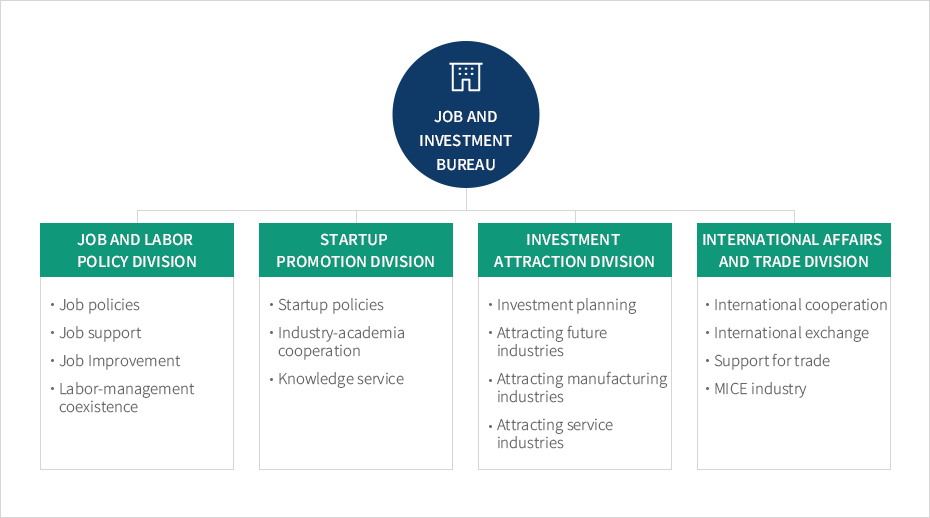 JOB AND
INVESTMENT
BUREAU
JOB AND LABOR
POLICY DIVISION
• Job policies
• Job support
• Job Improvement
• Labor-management
coexistence
STARTUP
PROMOTION DIVISION
• Startup policies
• Industry-academia
cooperation
• Knowledge service
INVESTMENT
ATTRACTION DIVISION
• Investment planning
• Attracting future
industries
• Attracting manufacturing
industries
• Attracting service
industries
INTERNATIONAL AFFAIRS
AND TRADE DIVISION
• International cooperation
• International exchange
• Support for trade
• MICE industry